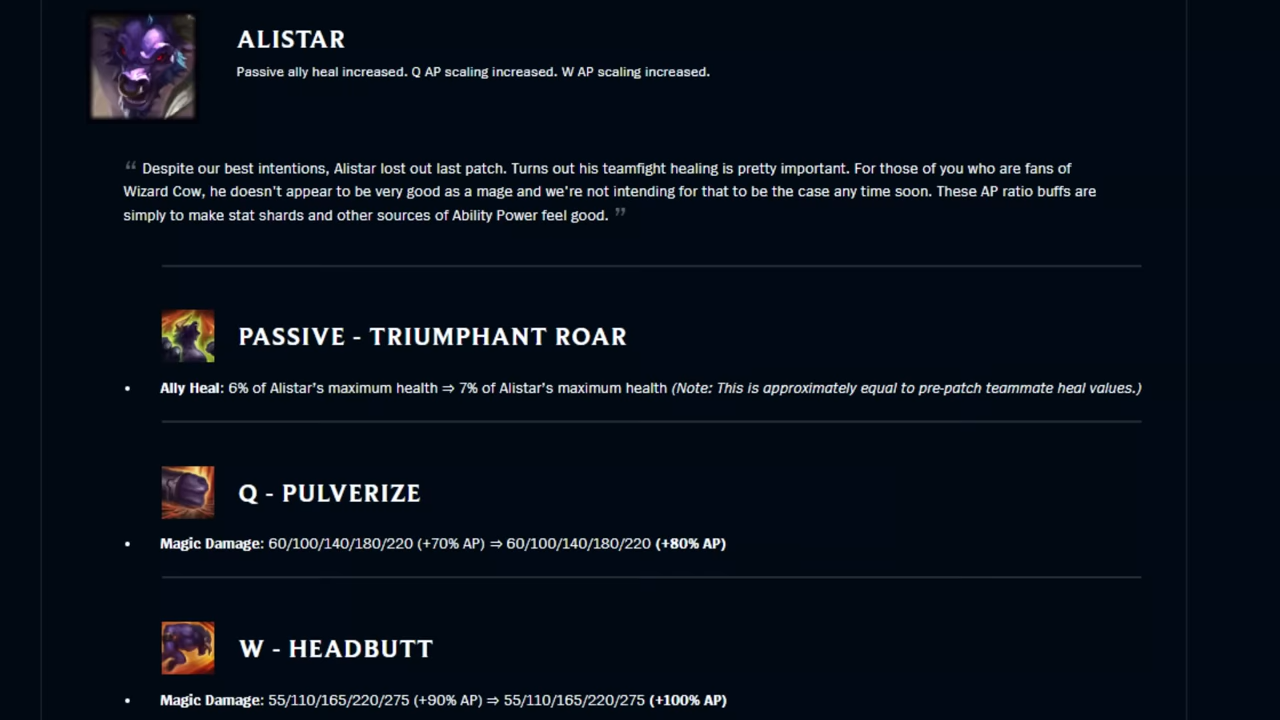 ALISTAR
Passive ally heal increased. Q AP scaling increased. W AP scaling increased.
“ Despite our best intentions, Alistar lost out last patch. Turns out his teamfight healing is pretty important. For those of you who are fans of
Wizard Cow, he doesn't appear to be very good as a mage and we're not intending for that to be the case any time soon. These AP ratio buffs are
simply to make stat shards and other sources of Ability Power feel good. ”
PASSIVE - TRIUMPHANT ROAR
• Ally Heal: 6% of Alistar’s maximum health ⇒ 7% of Alistar’s maximum health (Note: This is approximately equal to pre-patch teammate heal values.)
Q - PULVERIZE
• Magic Damage: 60/100/140/180/220 (+70% AP) ⇒ 60/100/140/180/220 (+80% AP)
W - HEADBUTT
• Magic Damage: 55/110/165/220/275 (+90% AP) ⇒ 55/110/165/220/275 (+100% AP)